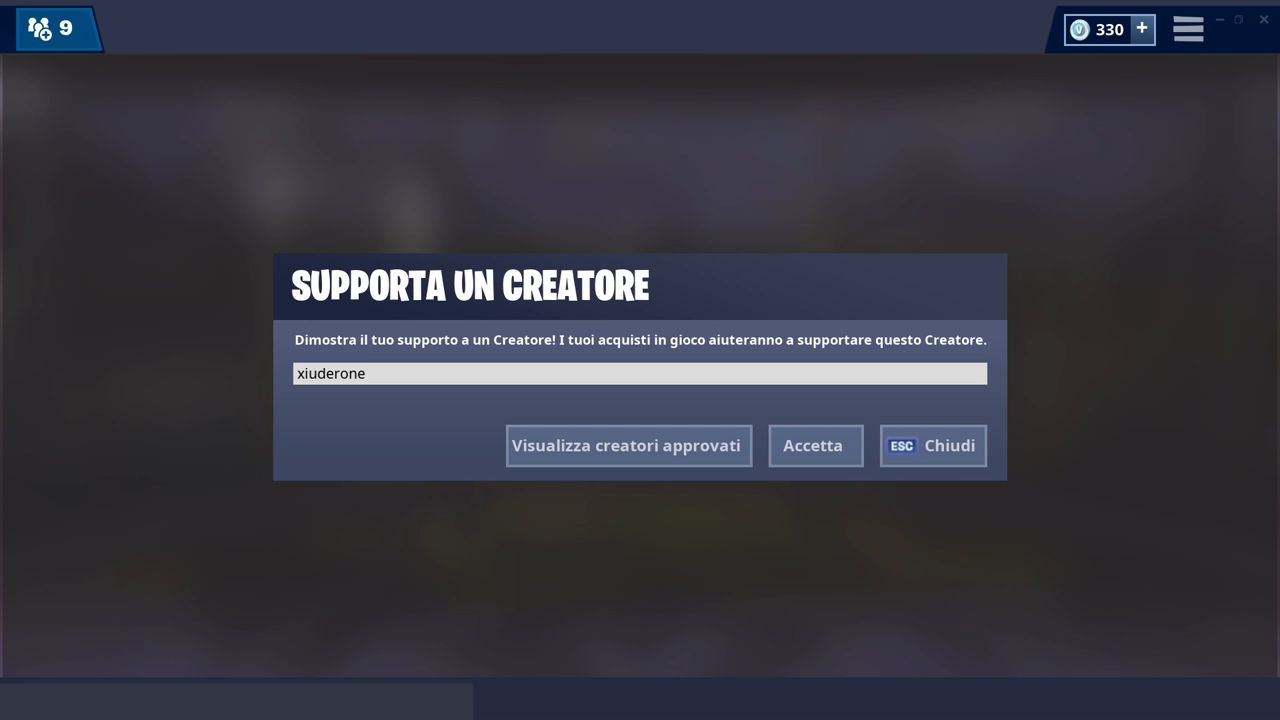 9
330 +
SUPPORTA UN CREATORE
Dimostra il tuo supporto a un Creatore! I tuoi acquisti in gioco aiuteranno a supportare questo Creatore.
xiuderone
Visualizza creatori approvati Accetta ESC Chiudi